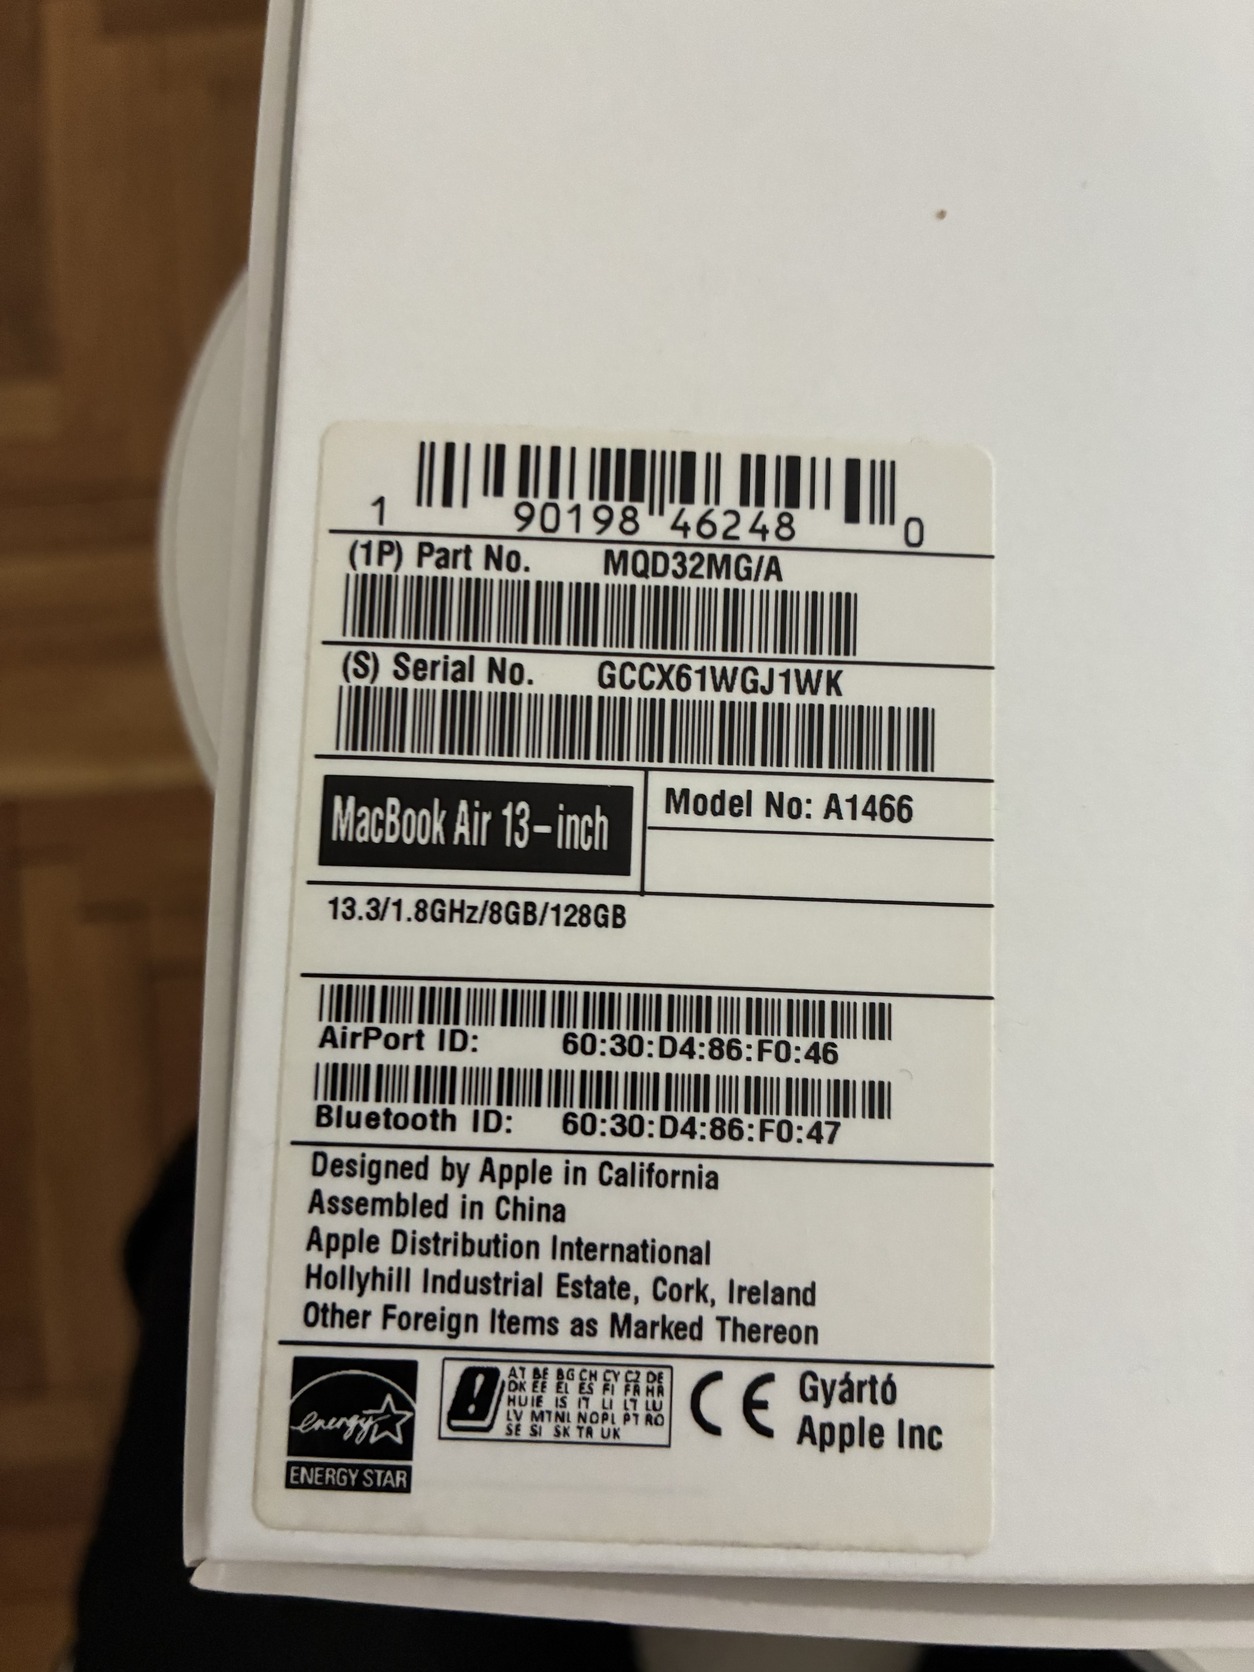 1 90198 46248 0
(1P) Part No. MQD32MG/A
(S) Serial No. GCCX61WGJ1WK
MacBook Air 13-inch
Model No: A1466
13.3/1.8GHz/8GB/128GB
AirPort ID: 60:30:D4:86:F0:46
Bluetooth ID: 60:30:D4:86:F0:47
Designed by Apple in California
Assembled in China
Apple Distribution International
Hollyhill Industrial Estate, Cork, Ireland
Other Foreign Items as Marked Thereon
energy
ENERGY STAR
! AT BE BG CH CY CZ DE
DK EE EL ES FI FR HR
HU IE IS IT LI LT LU
LV MT NL NO PL PT RO
SE SI SK TR UK
CE
Gyártó
Apple Inc